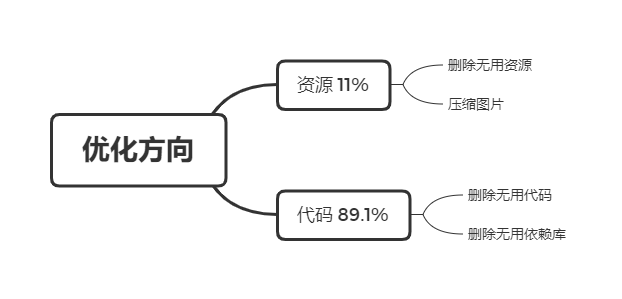 优化方向
资源 11%
删除无用资源
压缩图片
代码 89.1%
删除无用代码
删除无用依赖库